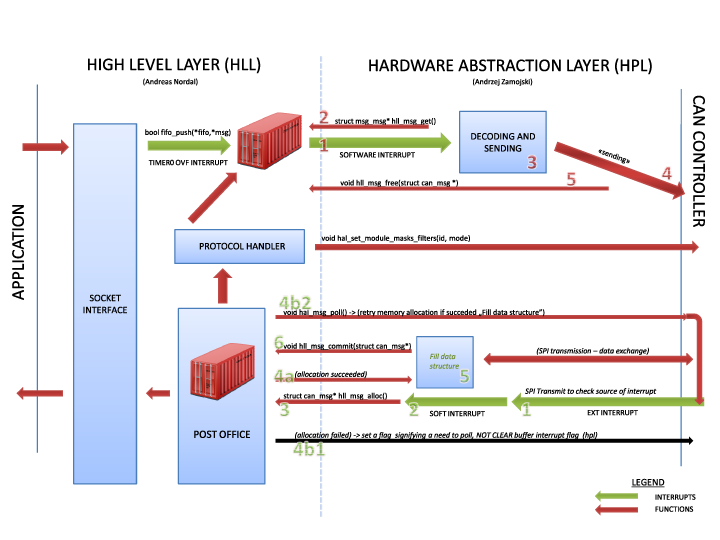 HIGH LEVEL LAYER (HLL)
(Andreas Nordal)
HARDWARE ABSTRACTION LAYER (HPL)
(Andrzej Zamojski)
APPLICATION
CAN CONTROLLER
bool fifo_push(*fifo,*msg)
TIMER0 OVF INTERRUPT
2
struct msg_msg* hll_msg_get()
1
SOFTWARE INTERRUPT
DECODING AND
SENDING
3
«sending»
4
void hll_msg_free(struct can_msg *)
5
PROTOCOL HANDLER
void hal_set_module_masks_filters(id, mode)
SOCKET
INTERFACE
4b2
void hal_msg_poll() -> (retry memory allocation if succeded „Fill data structure”)
6
void hll_msg_commit(struct can_msg*)
Fill data
structure
5
(SPI transmission – data exchange)
4a
(allocation succeeded)
struct can_msg* hll_msg_alloc()
3
2
SOFT INTERRUPT
SPI Transmit to check source of interrupt
1
EXT INTERRUPT
POST OFFICE
(allocation failed) -> set a flag signifying a need to poll, NOT CLEAR buffer interrupt flag (hpl)
4b1
LEGEND
INTERRUPTS
FUNCTIONS